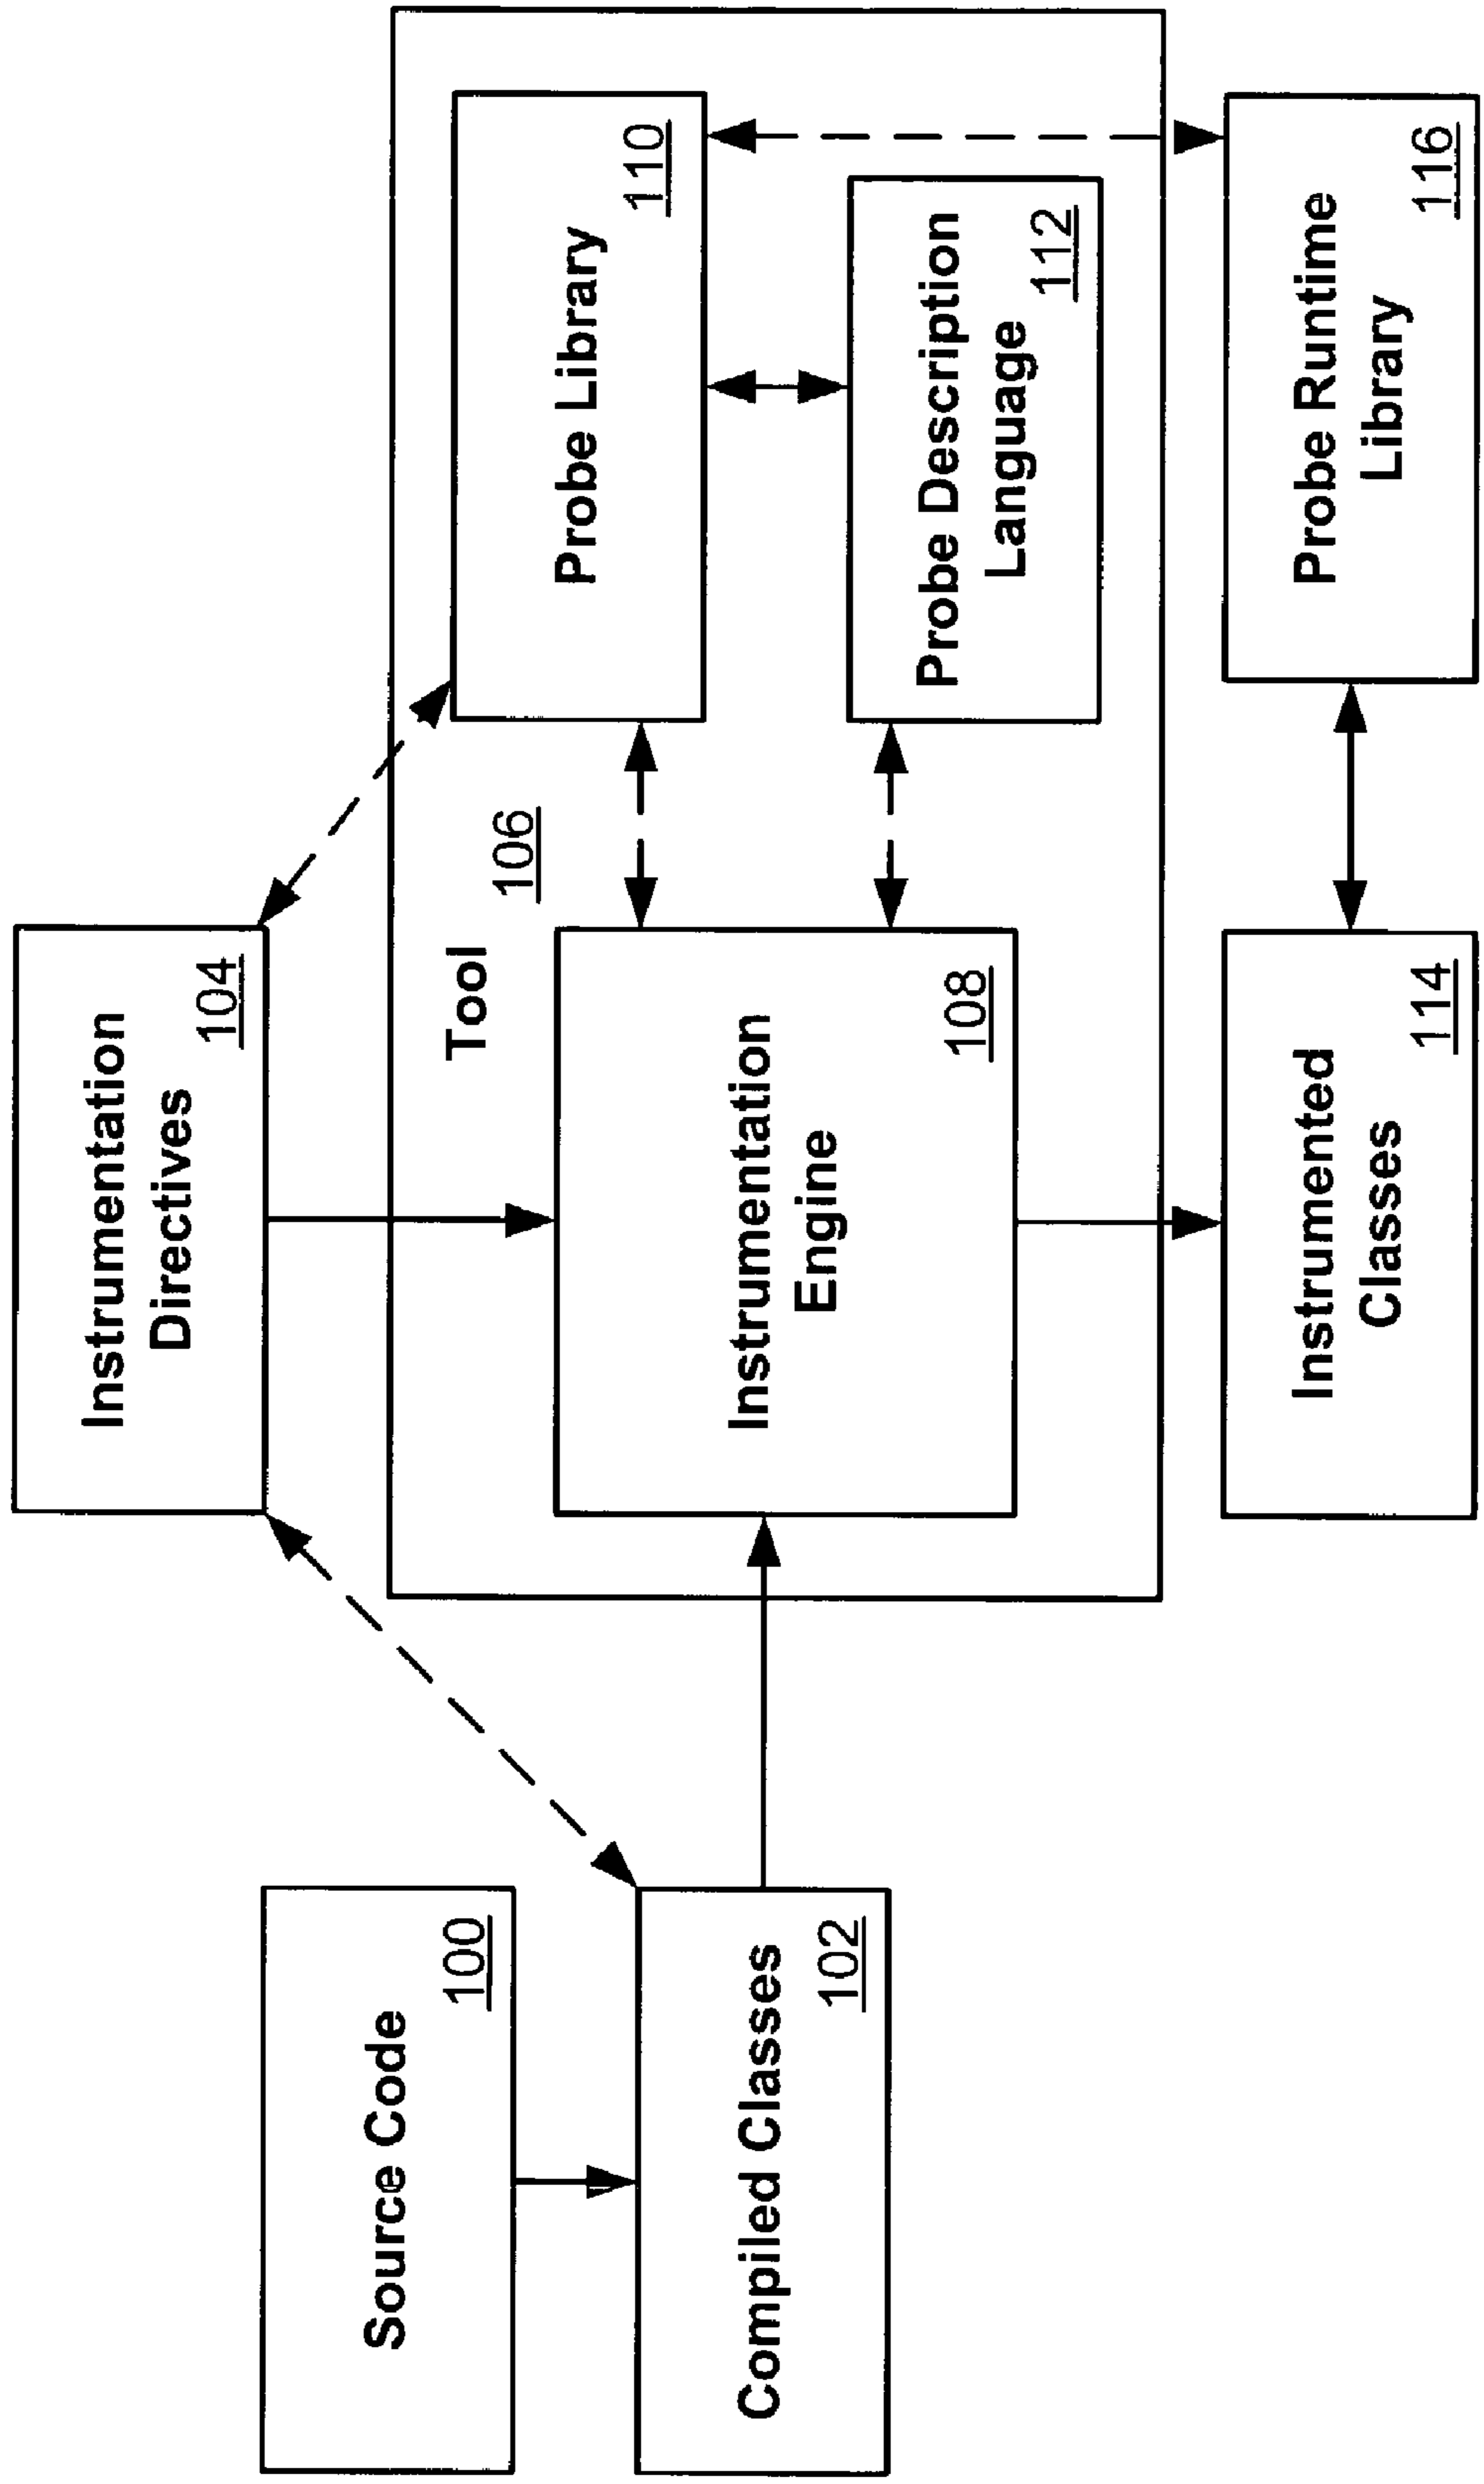 Instrumentation
Directives
104
Source Code
100
Compiled Classes
102
Tool
106
Instrumentation
Engine
108
Probe Library
110
Probe Description
Language
112
Instrumented
Classes
114
Probe Runtime
Library
116